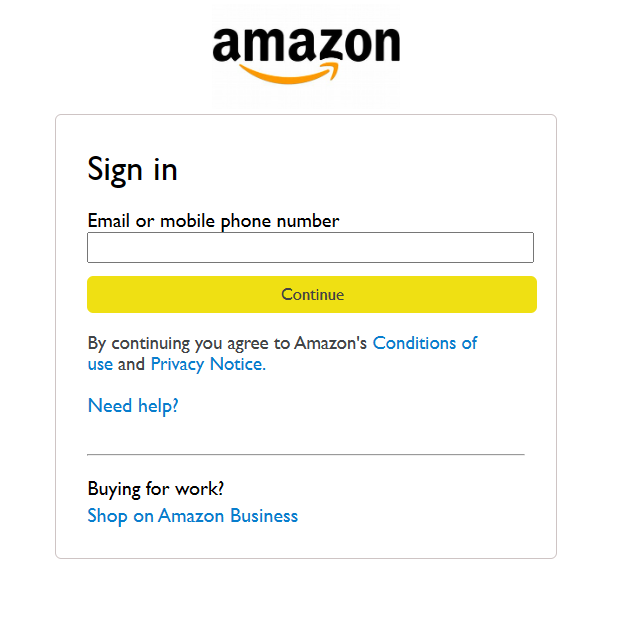 amazon
Sign in
Email or mobile phone number
Continue
By continuing you agree to Amazon's Conditions of
use and Privacy Notice.
Need help?
Buying for work?
Shop on Amazon Business